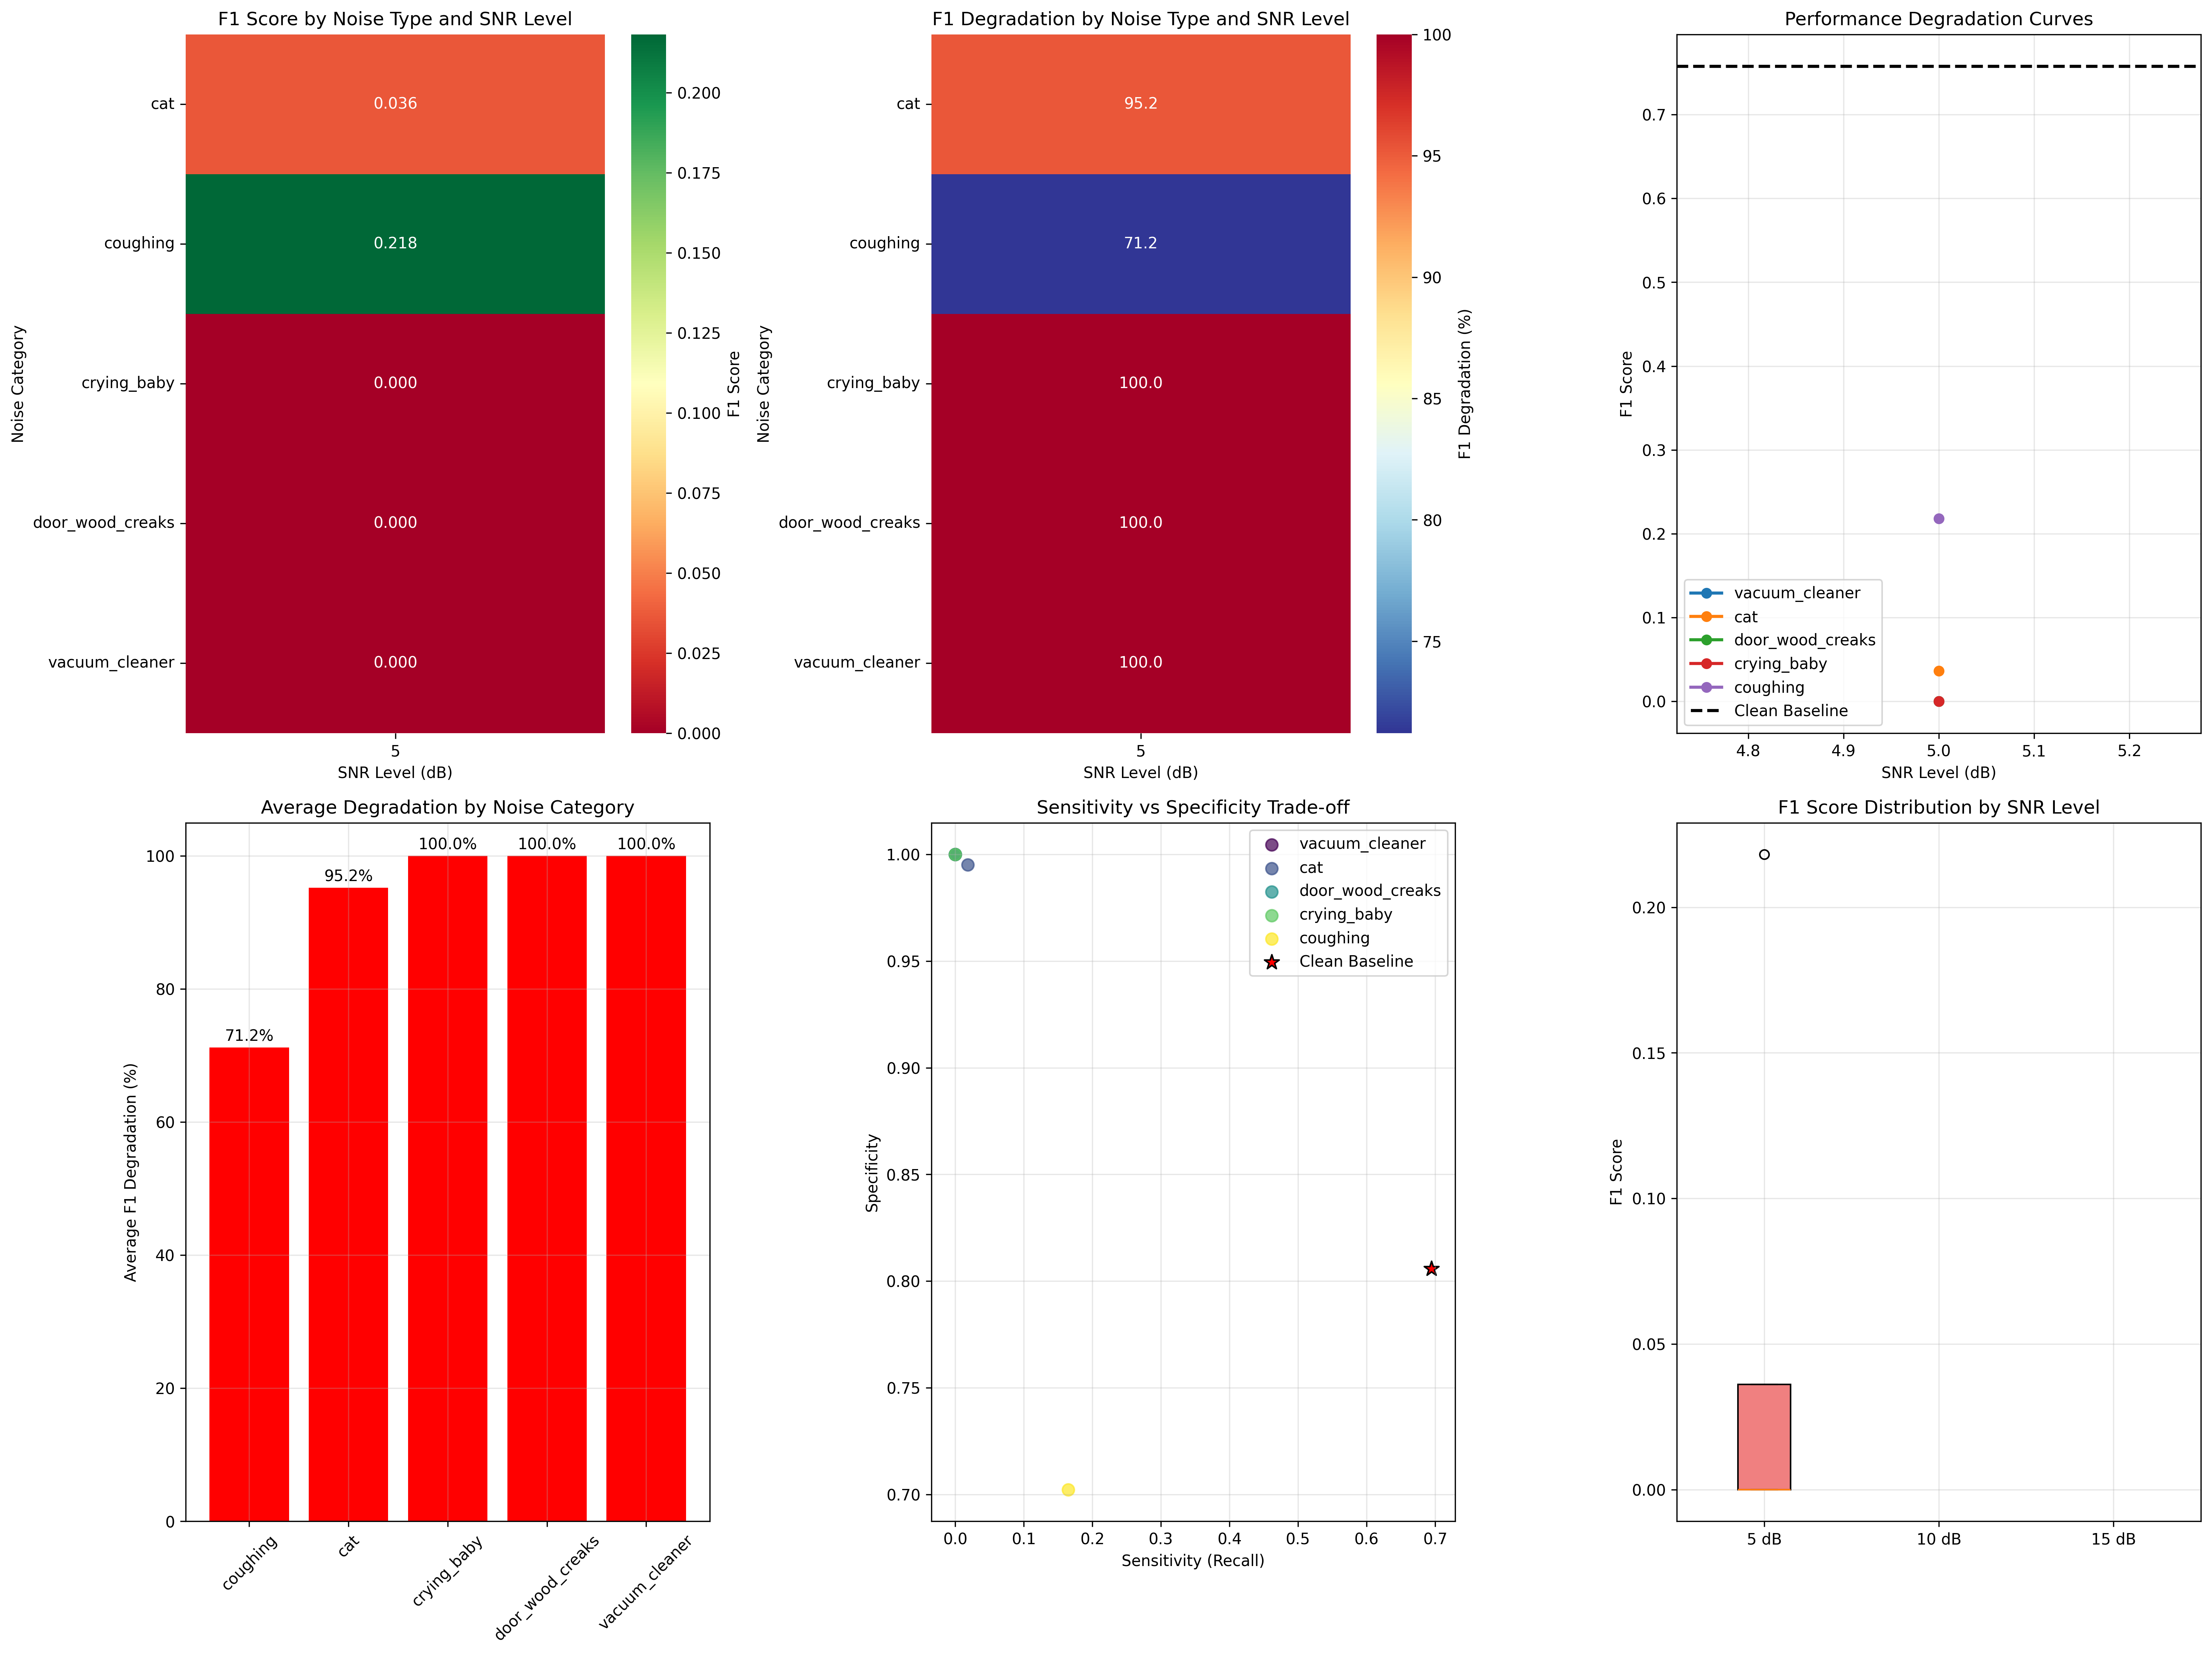 F1 Score by Noise Type and SNR Level
Noise Category
cat
coughing
crying_baby
door_wood_creaks
vacuum_cleaner
0.036
0.218
0.000
0.000
0.000
5
SNR Level (dB)
0.200
0.175
0.150
0.125
0.100
0.075
0.050
0.025
0.000
F1 Score
F1 Degradation by Noise Type and SNR Level
Noise Category
cat
coughing
crying_baby
door_wood_creaks
vacuum_cleaner
95.2
71.2
100.0
100.0
100.0
5
SNR Level (dB)
100
95
90
85
80
75
F1 Degradation (%)
Performance Degradation Curves
F1 Score
0.7
0.6
0.5
0.4
0.3
0.2
0.1
0.0
vacuum_cleaner
cat
door_wood_creaks
crying_baby
coughing
Clean Baseline
4.8 4.9 5.0 5.1 5.2
SNR Level (dB)
Average Degradation by Noise Category
Average F1 Degradation (%)
100
80
60
40
20
0
71.2%
95.2%
100.0%
100.0%
100.0%
coughing
cat
crying_baby
door_wood_creaks
vacuum_cleaner
Sensitivity vs Specificity Trade-off
Specificity
1.00
0.95
0.90
0.85
0.80
0.75
0.70
vacuum_cleaner
cat
door_wood_creaks
crying_baby
coughing
Clean Baseline
0.0 0.1 0.2 0.3 0.4 0.5 0.6 0.7
Sensitivity (Recall)
F1 Score Distribution by SNR Level
F1 Score
0.20
0.15
0.10
0.05
0.00
5 dB 10 dB 15 dB